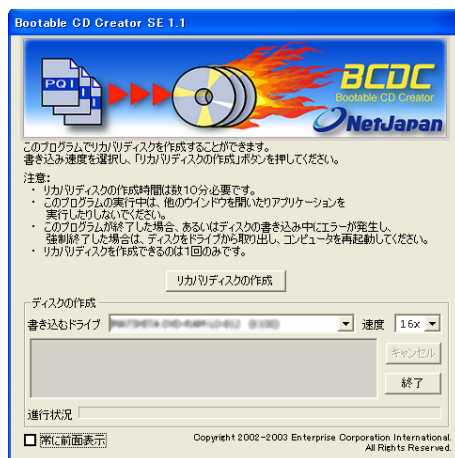 Bootable CD Creator SE 1.1
PQI
BCDC
Bootable CD Creator
NetJapan
このプログラムでリカバリディスクを作成することができます。
書き込み速度を選択し、「リカバリディスクの作成」ボタンを押してください。
注意:
・ リカバリディスクの作成時間は数10分必要です。
・ このプログラムの実行中は、他のウインドウを開いたりアプリケーションを
実行したりしないでください。
・ このプログラムが終了した場合、あるいはディスクの書き込み中にエラーが発生し、
強制終了した場合は、ディスクをドライブから取り出し、コンピュータを再起動してください。
・ リカバリディスクを作成できるのは1回のみです。
リカバリディスクの作成
ディスクの作成
書き込むドライブ
速度 16x
キャンセル
終了
進行状況
常に前面表示
Copyright 2002-2003 Enterprise Corporation International.
All Rights Reserved.